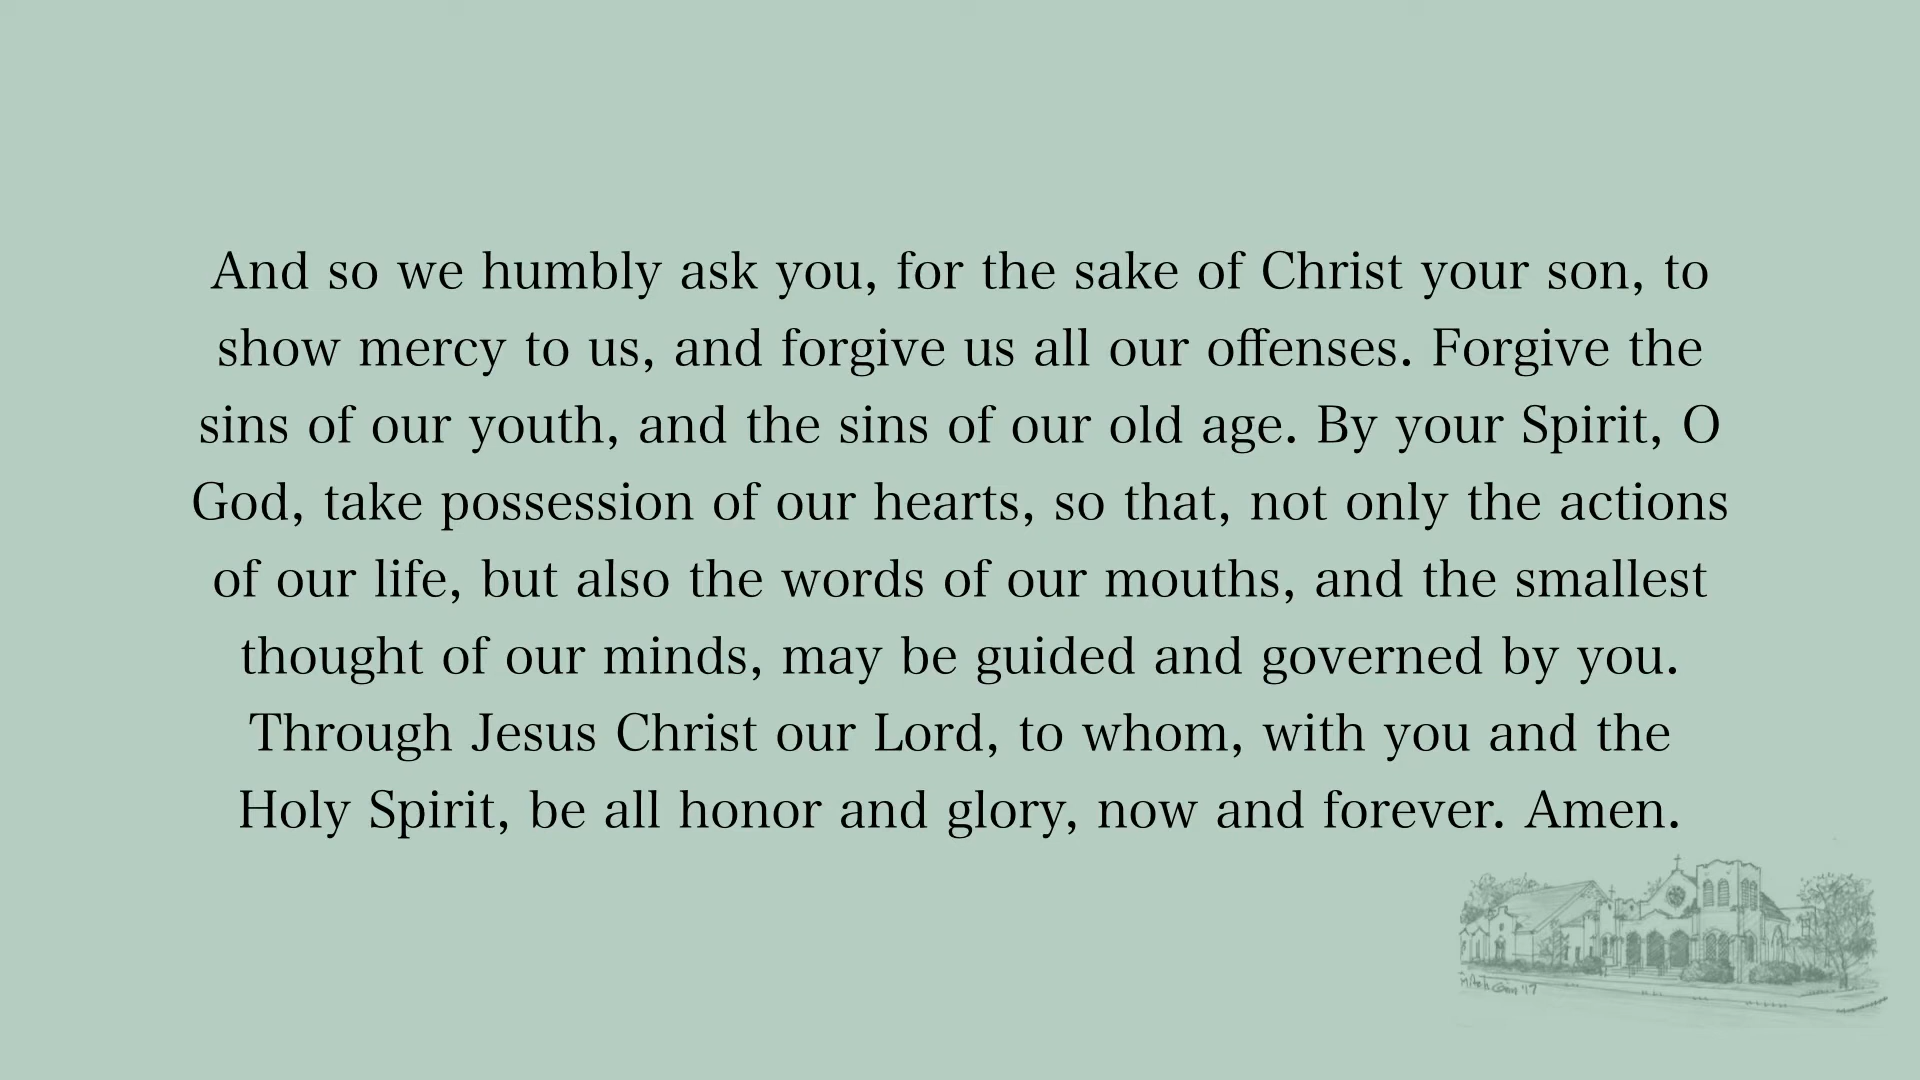 And so we humbly ask you, for the sake of Christ your son, to
show mercy to us, and forgive us all our offenses. Forgive the
sins of our youth, and the sins of our old age. By your Spirit, O
God, take possession of our hearts, so that, not only the actions
of our life, but also the words of our mouths, and the smallest
thought of our minds, may be guided and governed by you.
Through Jesus Christ our Lord, to whom, with you and the
Holy Spirit, be all honor and glory, now and forever. Amen.
'17